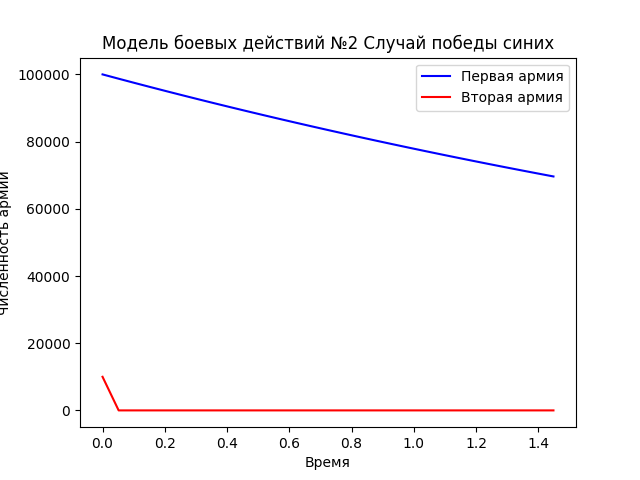 Модель боевых действий №2 Случай победы синих
Первая армия
Вторая армия
Численность армии
100000
80000
60000
40000
20000
0
0.0 0.2 0.4 0.6 0.8 1.0 1.2 1.4
Время